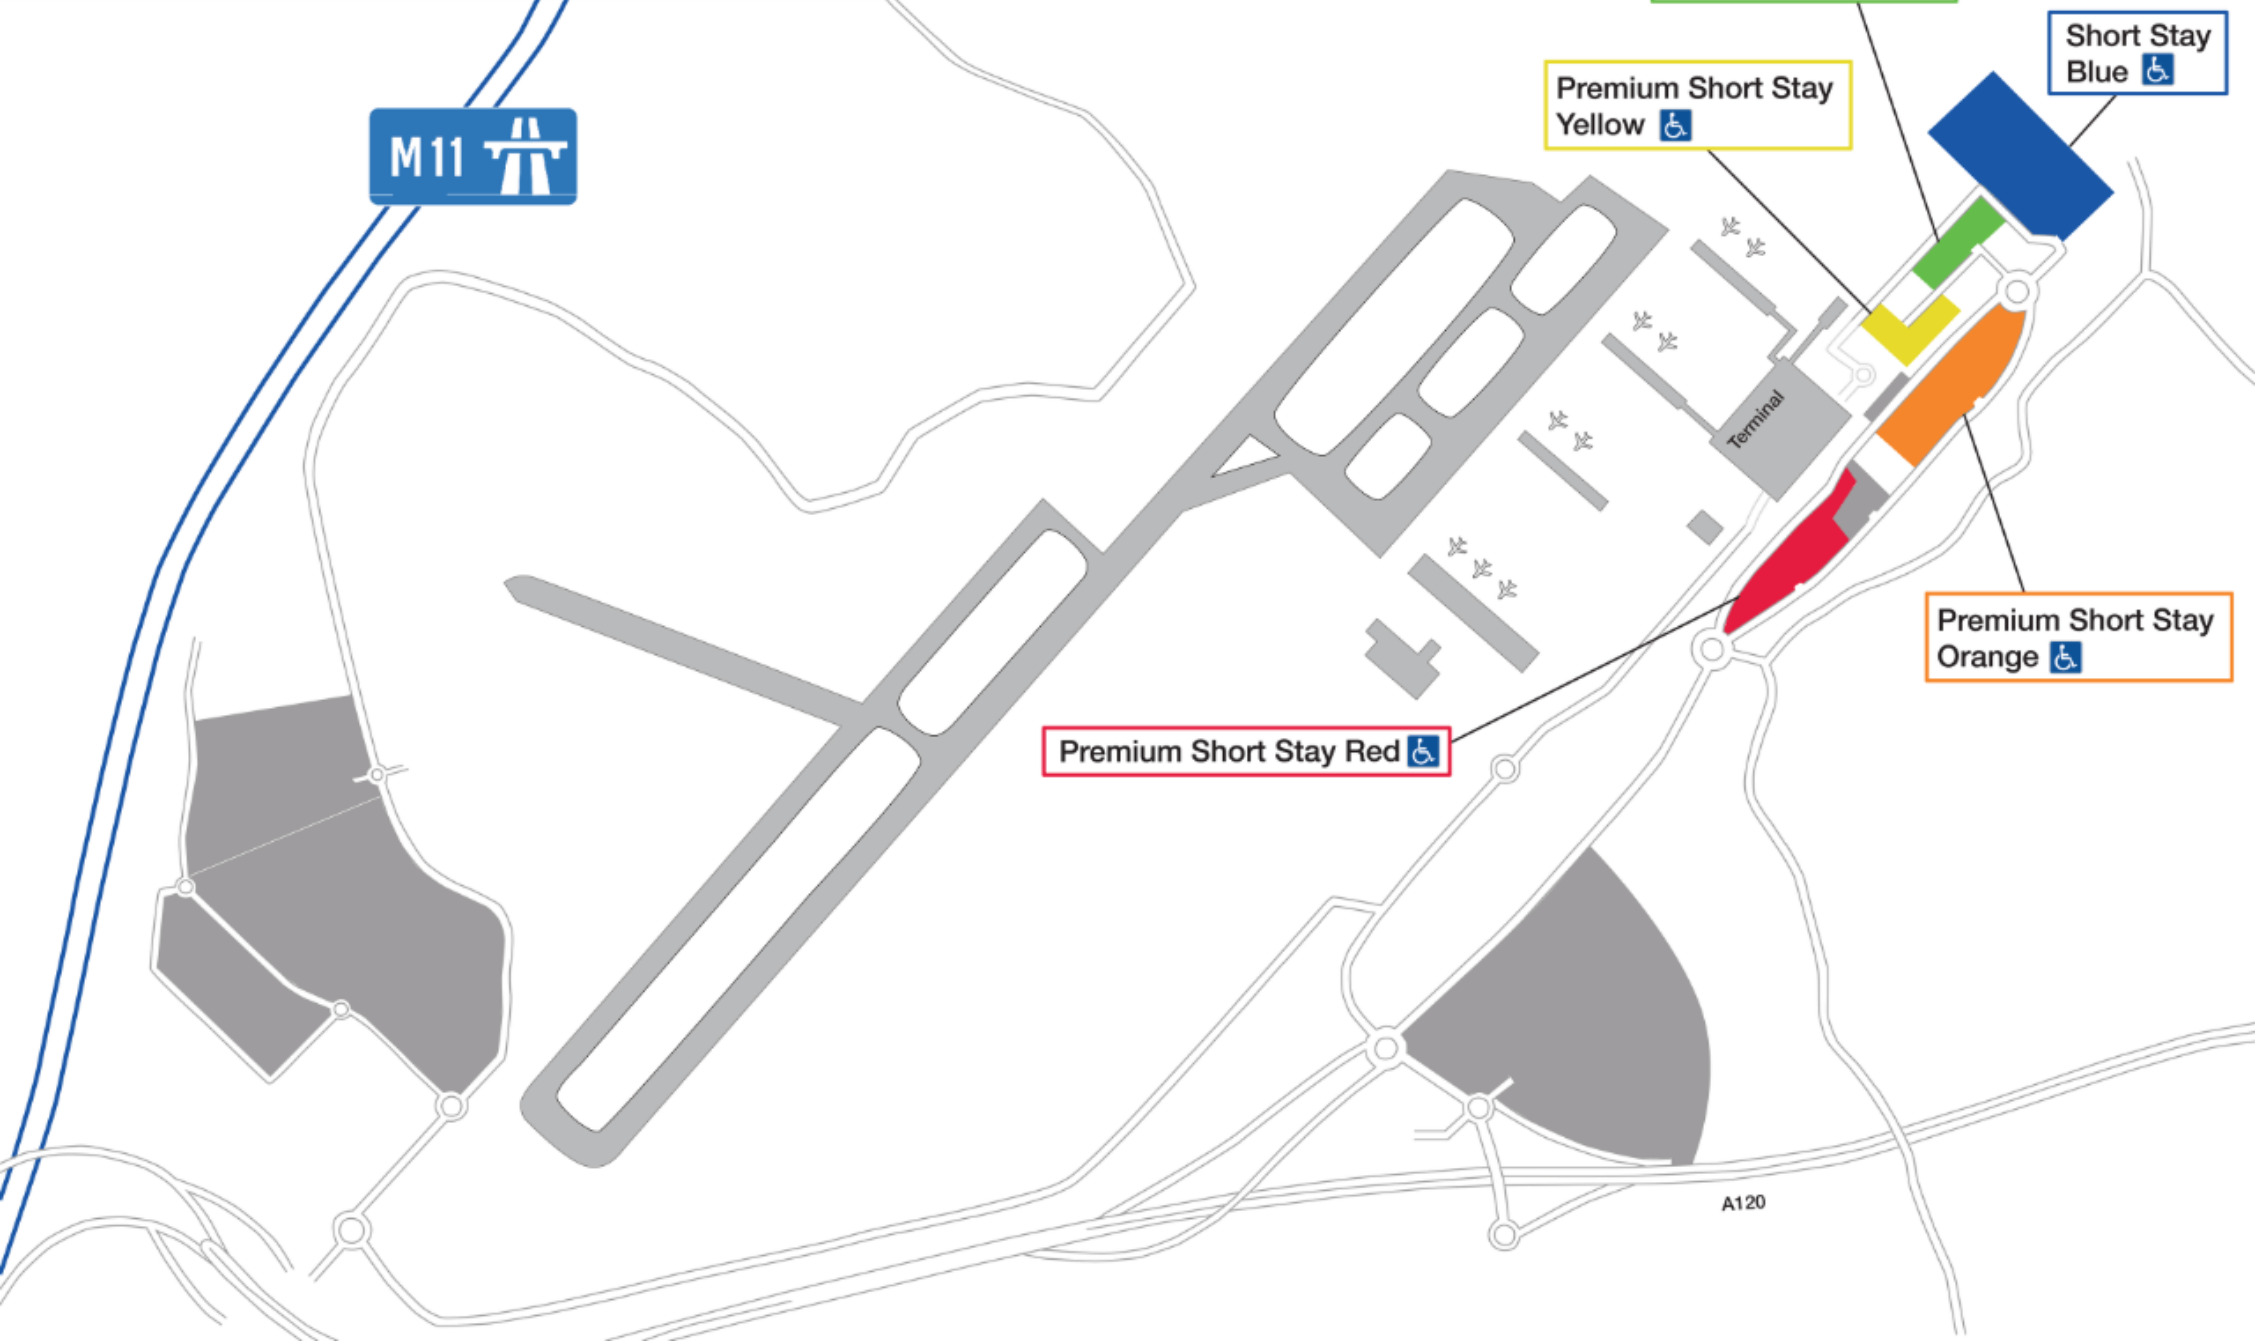 Short Stay
Blue
Premium Short Stay
Yellow
M11
Terminal
Premium Short Stay
Orange
Premium Short Stay Red
A120